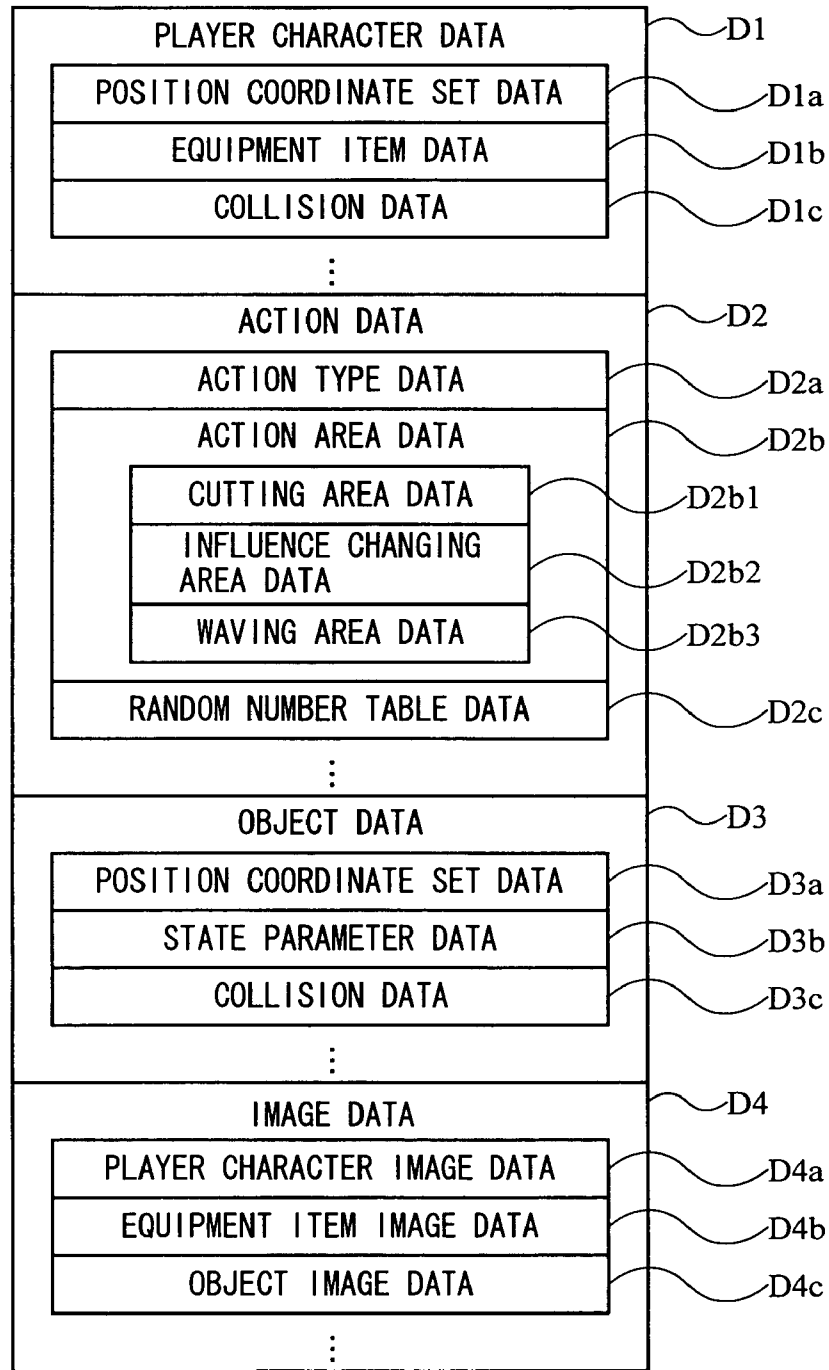 PLAYER CHARACTER DATA D1
POSITION COORDINATE SET DATA D1a
EQUIPMENT ITEM DATA D1b
COLLISION DATA D1c
⋮
ACTION DATA D2
ACTION TYPE DATA D2a
ACTION AREA DATA D2b
CUTTING AREA DATA D2b1
INFLUENCE CHANGING
AREA DATA D2b2
WAVING AREA DATA D2b3
RANDOM NUMBER TABLE DATA D2c
⋮
OBJECT DATA D3
POSITION COORDINATE SET DATA D3a
STATE PARAMETER DATA D3b
COLLISION DATA D3c
⋮
IMAGE DATA D4
PLAYER CHARACTER IMAGE DATA D4a
EQUIPMENT ITEM IMAGE DATA D4b
OBJECT IMAGE DATA D4c
⋮